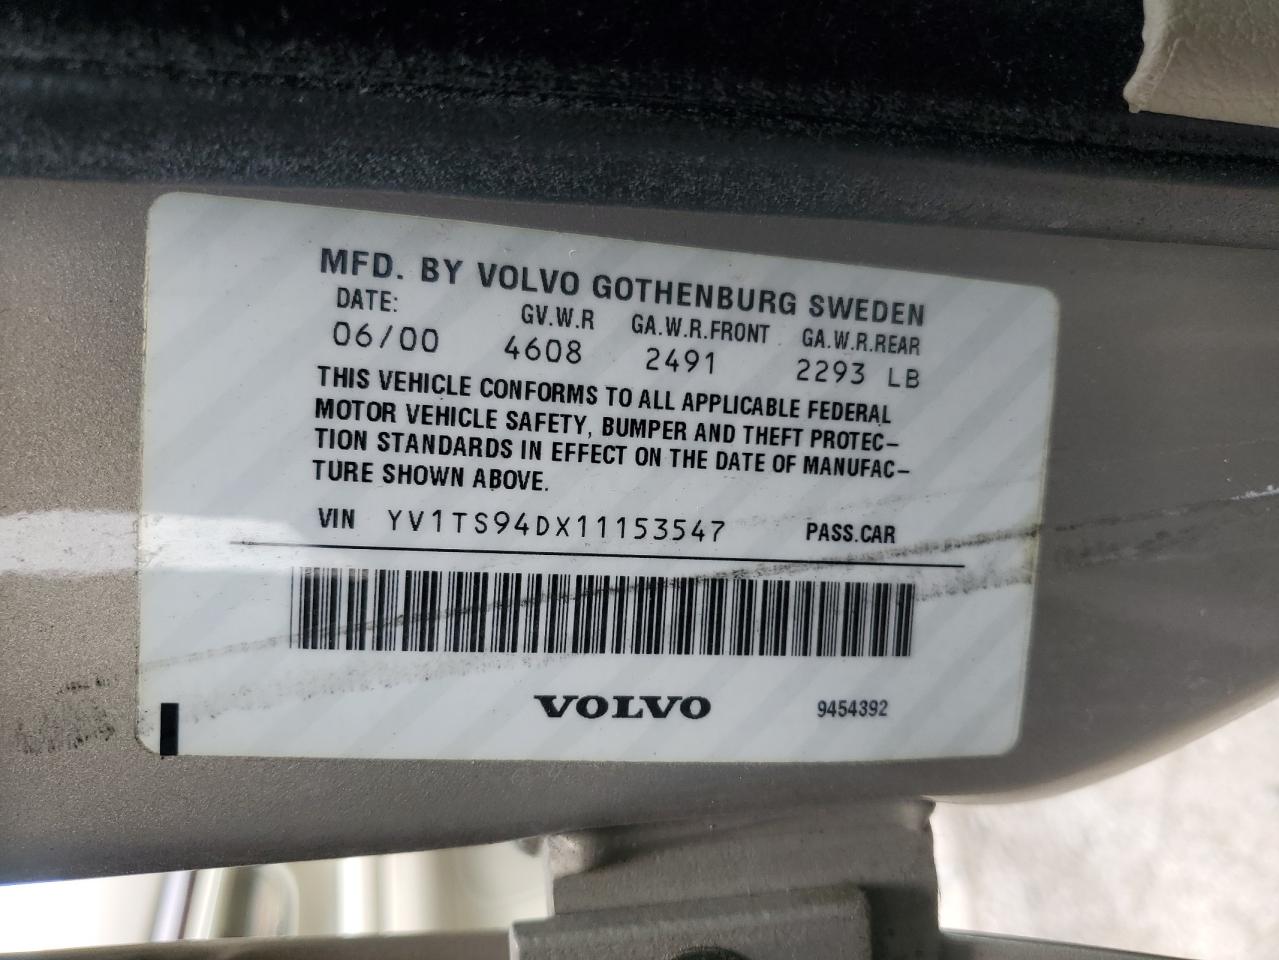 MFD. BY VOLVO GOTHENBURG SWEDEN
DATE: GV.W.R GA.W.R.FRONT GA.W.R.REAR
06/00 4608 2491 2293 LB
THIS VEHICLE CONFORMS TO ALL APPLICABLE FEDERAL
MOTOR VEHICLE SAFETY, BUMPER AND THEFT PROTEC-
TION STANDARDS IN EFFECT ON THE DATE OF MANUFAC-
TURE SHOWN ABOVE.
VIN YV1TS94DX11153547 PASS.CAR
VOLVO 9454392